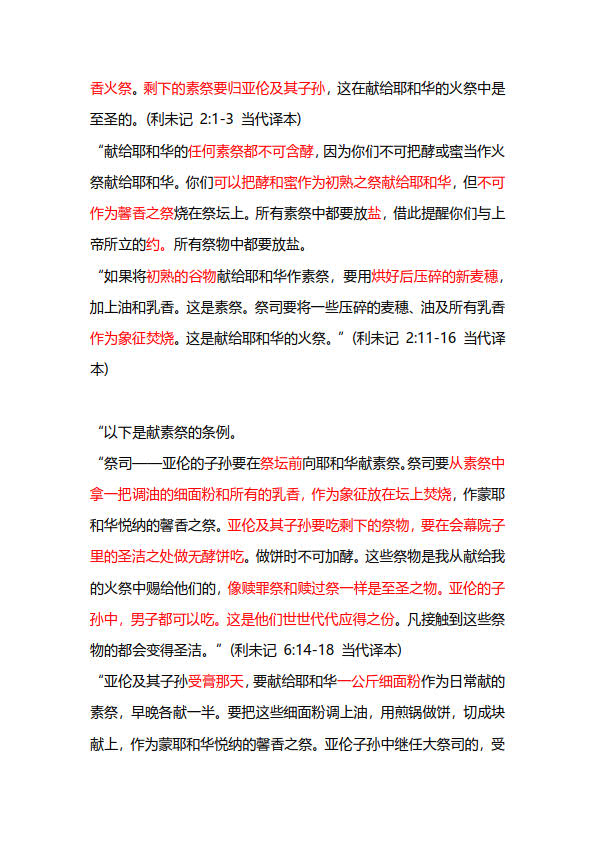 香火祭。剩下的素祭要归亚伦及其子孙，这在献给耶和华的火祭中是
至圣的。(利未记 2:1-3 当代译本)
“献给耶和华的任何素祭都不可含酵，因为你们不可把酵或蜜当作火
祭献给耶和华。你们可以把酵和蜜作为初熟之祭献给耶和华，但不可
作为馨香之祭烧在祭坛上。所有素祭中都要放盐，借此提醒你们与上
帝所立的约。所有祭物中都要放盐。
“如果将初熟的谷物献给耶和华作素祭，要用烘好后压碎的新麦穗，
加上油和乳香。这是素祭。祭司要将一些压碎的麦穗、油及所有乳香
作为象征焚烧。这是献给耶和华的火祭。”(利未记 2:11-16 当代译
本)
“以下是献素祭的条例。
“祭司——亚伦的子孙要在祭坛前向耶和华献素祭。祭司要从素祭中
拿一把调油的细面粉和所有的乳香，作为象征放在坛上焚烧，作蒙耶
和华悦纳的馨香之祭。亚伦及其子孙要吃剩下的祭物，要在会幕院子
里的圣洁之处做无酵饼吃。做饼时不可加酵。这些祭物是我从献给我
的火祭中赐给他们的，像赎罪祭和赎过祭一样是至圣之物。亚伦的子
孙中，男子都可以吃。这是他们世世代代应得之份。凡接触到这些祭
物的都会变得圣洁。”(利未记 6:14-18 当代译本)
“亚伦及其子孙受膏那天，要献给耶和华一公斤细面粉作为日常献的
素祭，早晚各献一半。要把这些细面粉调上油，用煎锅做饼，切成块
献上，作为蒙耶和华悦纳的馨香之祭。亚伦子孙中继任大祭司的，受